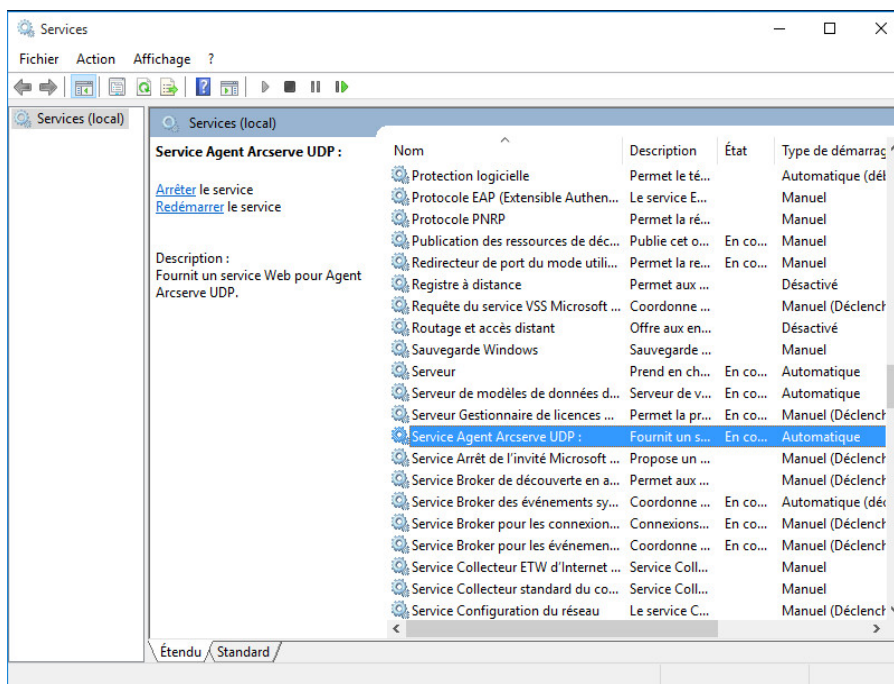 Services
Fichier Action Affichage ?
Services (local)
Services (local)
Service Agent Arcserve UDP :
Arrêter le service
Redémarrer le service
Description :
Fournit un service Web pour Agent
Arcserve UDP.
Nom Description État Type de démarrag
Protection logicielle Permet le té... Automatique (déb
Protocole EAP (Extensible Authen... Le service E... Manuel
Protocole PNRP Permet la ré... Manuel
Publication des ressources de déc... Publie cet o... En co... Manuel
Redirecteur de port du mode utili... Permet la re... En co... Manuel
Registre à distance Permet aux ... Désactivé
Requête du service VSS Microsoft ... Coordonne ... Manuel (Déclench
Routage et accès distant Offre aux en... Désactivé
Sauvegarde Windows Sauvegarde ... Manuel
Serveur Prend en ch... En co... Automatique
Serveur de modèles de données d... Serveur de v... En co... Automatique
Serveur Gestionnaire de licences ... Permet la pr... En co... Manuel (Déclench
Service Agent Arcserve UDP : Fournit un s... En co... Automatique
Service Arrêt de l'invité Microsoft ... Propose un ... Manuel (Déclench
Service Broker de découverte en a... Permet aux ... Manuel (Déclench
Service Broker des événements sy... Coordonne ... En co... Automatique (déc
Service Broker pour les connexion... Connexions... En co... Manuel (Déclench
Service Broker pour les événemen... Coordonne ... En co... Manuel (Déclench
Service Collecteur ETW d'Internet ... Service Coll... Manuel
Service Collecteur standard du co... Service Coll... Manuel
Service Configuration du réseau Le service C... Manuel (Déclench
Étendu Standard